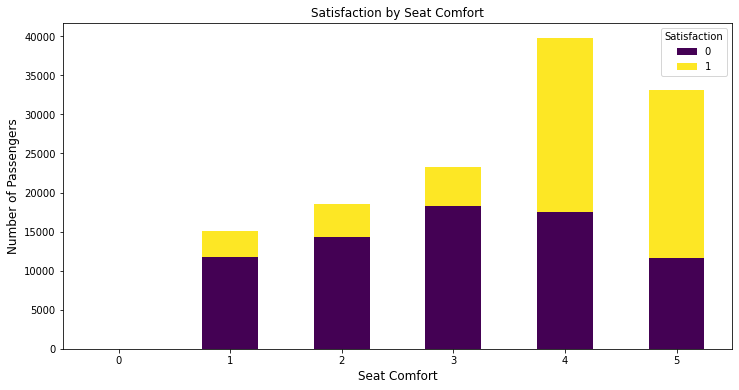 Satisfaction by Seat Comfort
Number of Passengers
40000
35000
30000
25000
20000
15000
10000
5000
0
Satisfaction
0
1
0 1 2 3 4 5
Seat Comfort